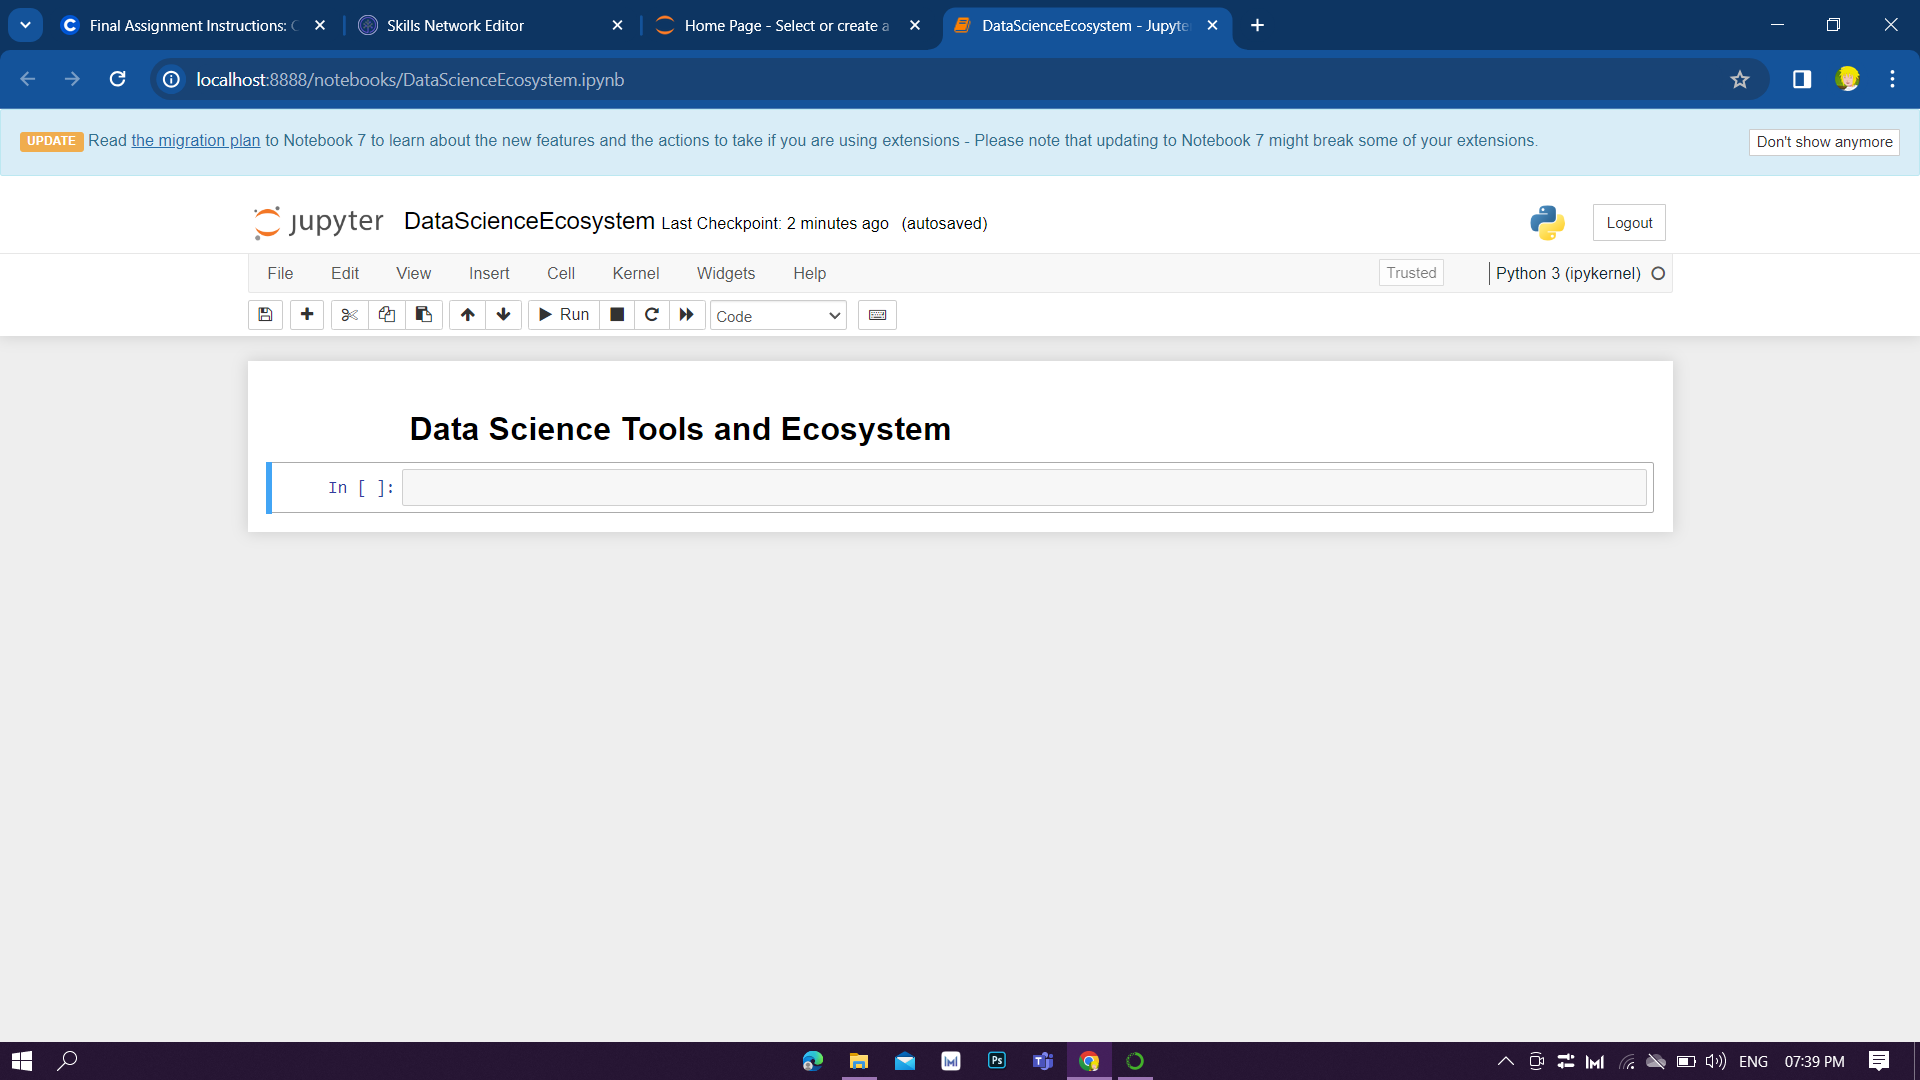 Final Assignment Instructions: C
Skills Network Editor
Home Page - Select or create a
DataScienceEcosystem - Jupyte
localhost:8888/notebooks/DataScienceEcosystem.ipynb
UPDATE Read the migration plan to Notebook 7 to learn about the new features and the actions to take if you are using extensions - Please note that updating to Notebook 7 might break some of your extensions.
Don't show anymore
jupyter DataScienceEcosystem Last Checkpoint: 2 minutes ago (autosaved)
Logout
File Edit View Insert Cell Kernel Widgets Help
Trusted
Python 3 (ipykernel)
Run
Code
Data Science Tools and Ecosystem
In [ ]:
Ps
ENG
07:39 PM